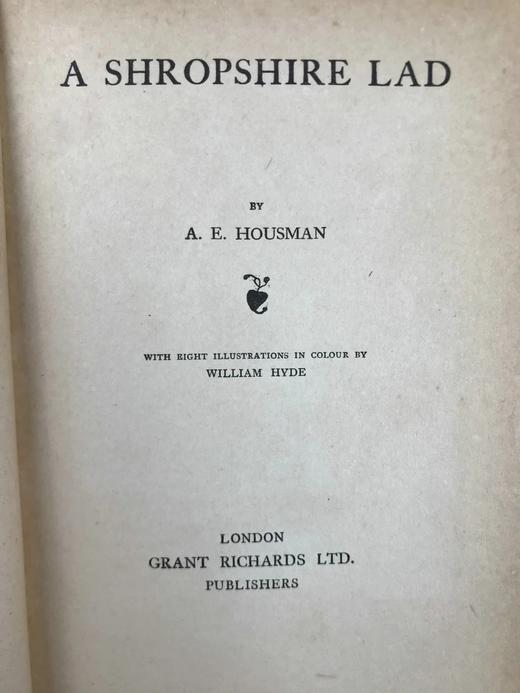 A SHROPSHIRE LAD
BY
A. E. HOUSMAN
WITH EIGHT ILLUSTRATIONS IN COLOUR BY
WILLIAM HYDE
LONDON
GRANT RICHARDS LTD.
PUBLISHERS